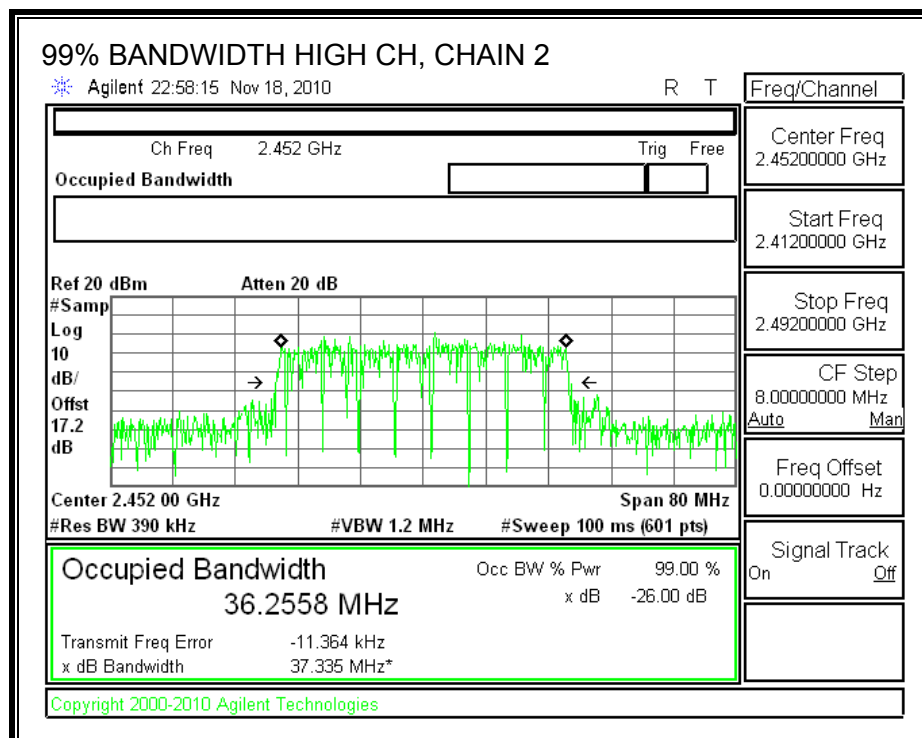 99% BANDWIDTH HIGH CH, CHAIN 2
Agilent 22:58:15 Nov 18, 2010 R T
Freq/Channel
Ch Freq 2.452 GHz Trig Free
Occupied Bandwidth
Center Freq
2.45200000 GHz
Start Freq
2.41200000 GHz
Stop Freq
2.49200000 GHz
CF Step
8.00000000 MHz
Auto Man
Freq Offset
0.00000000 Hz
Signal Track
On Off
Ref 20 dBm Atten 20 dB
#Samp
Log
10
dB/
Offst
17.2
dB
Center 2.452 00 GHz Span 80 MHz
#Res BW 390 kHz #VBW 1.2 MHz #Sweep 100 ms (601 pts)
Occupied Bandwidth Occ BW % Pwr 99.00 %
36.2558 MHz x dB -26.00 dB
Transmit Freq Error -11.364 kHz
x dB Bandwidth 37.335 MHz*
Copyright 2000-2010 Agilent Technologies